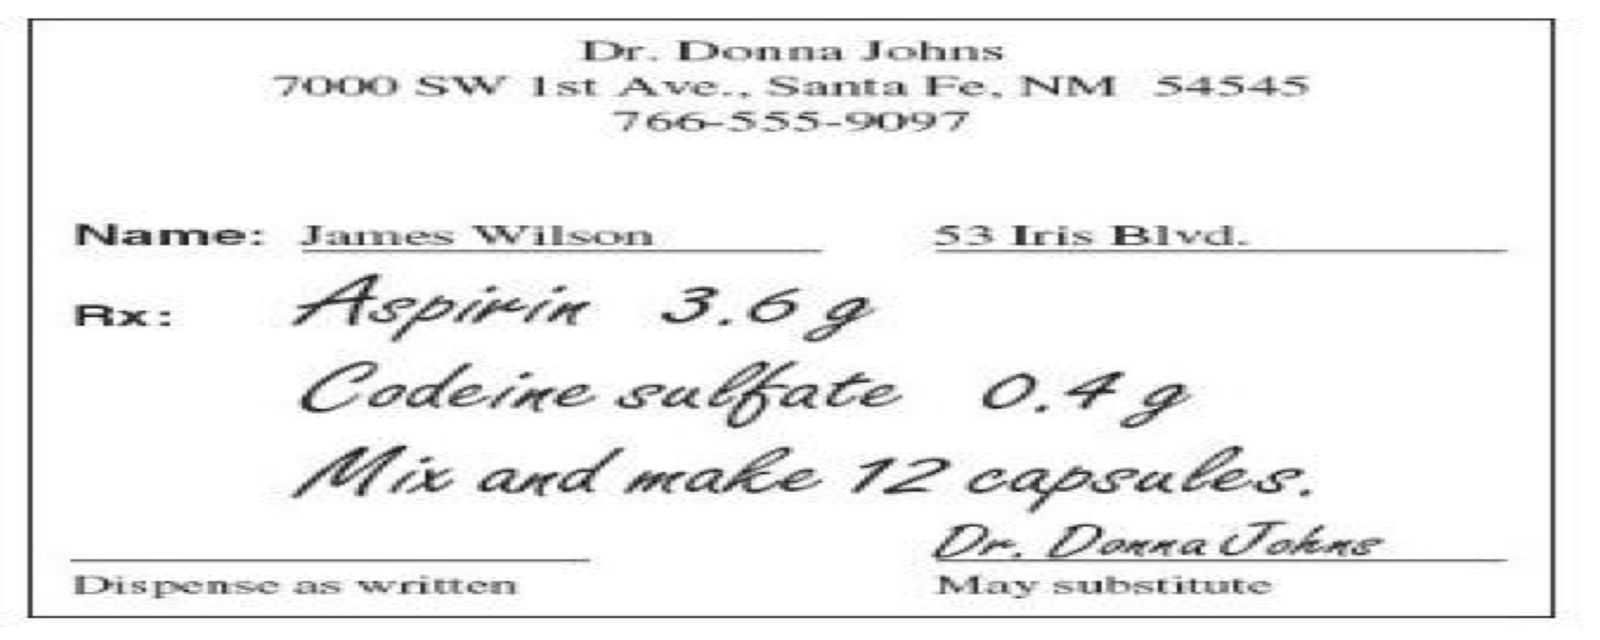 Dr. Donna Johns
7000 SW 1st Ave., Santa Fe, NM 54545
766-555-9097
Name: James Wilson 53 Iris Blvd.
Rx: Aspirin 3.6 g
Codeine sulfate 0.4 g
Mix and make 12 capsules.
Dr. Donna Johns
Dispense as written May substitute